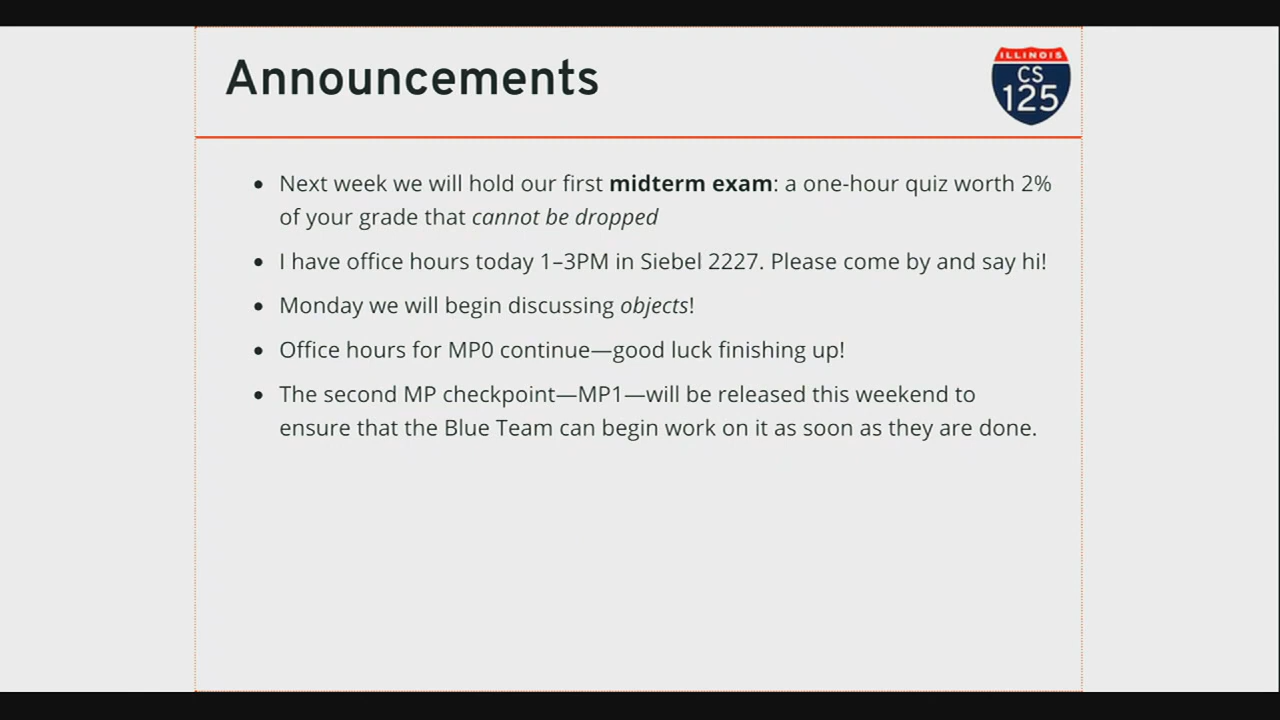 Announcements
ILLINOIS
CS
125
Next week we will hold our first midterm exam: a one-hour quiz worth 2%
of your grade that cannot be dropped
I have office hours today 1–3PM in Siebel 2227. Please come by and say hi!
Monday we will begin discussing objects!
Office hours for MP0 continue—good luck finishing up!
The second MP checkpoint—MP1—will be released this weekend to
ensure that the Blue Team can begin work on it as soon as they are done.